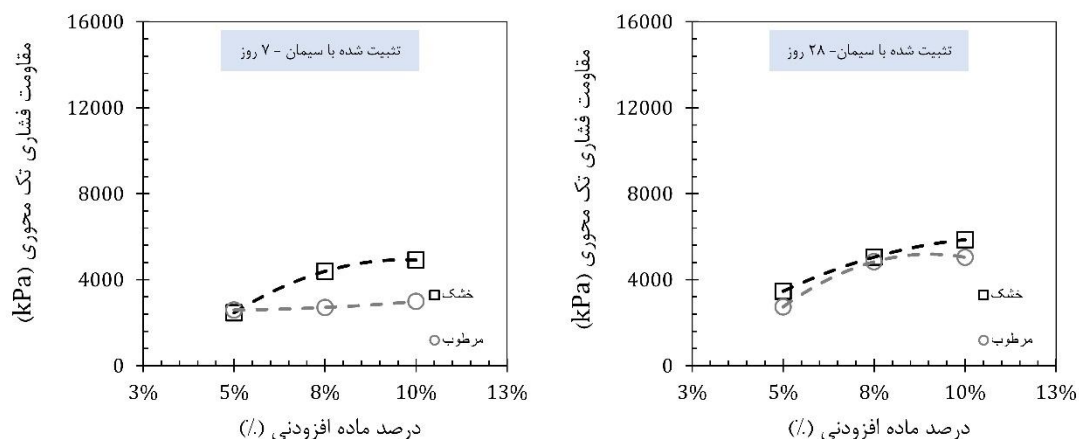 تثبیت شده با سیمان - ۷ روز
مقاومت فشاری تک محوری (kPa)
16000
12000
8000
4000
0
خشک
مرطوب
3%
5%
8%
10%
13%
درصد ماده افزودنی (٪)
تثبیت شده با سیمان- ۲۸ روز
مقاومت فشاری تک محوری (kPa)
16000
12000
8000
4000
0
خشک
مرطوب
3%
5%
8%
10%
13%
درصد ماده افزودنی (٪)